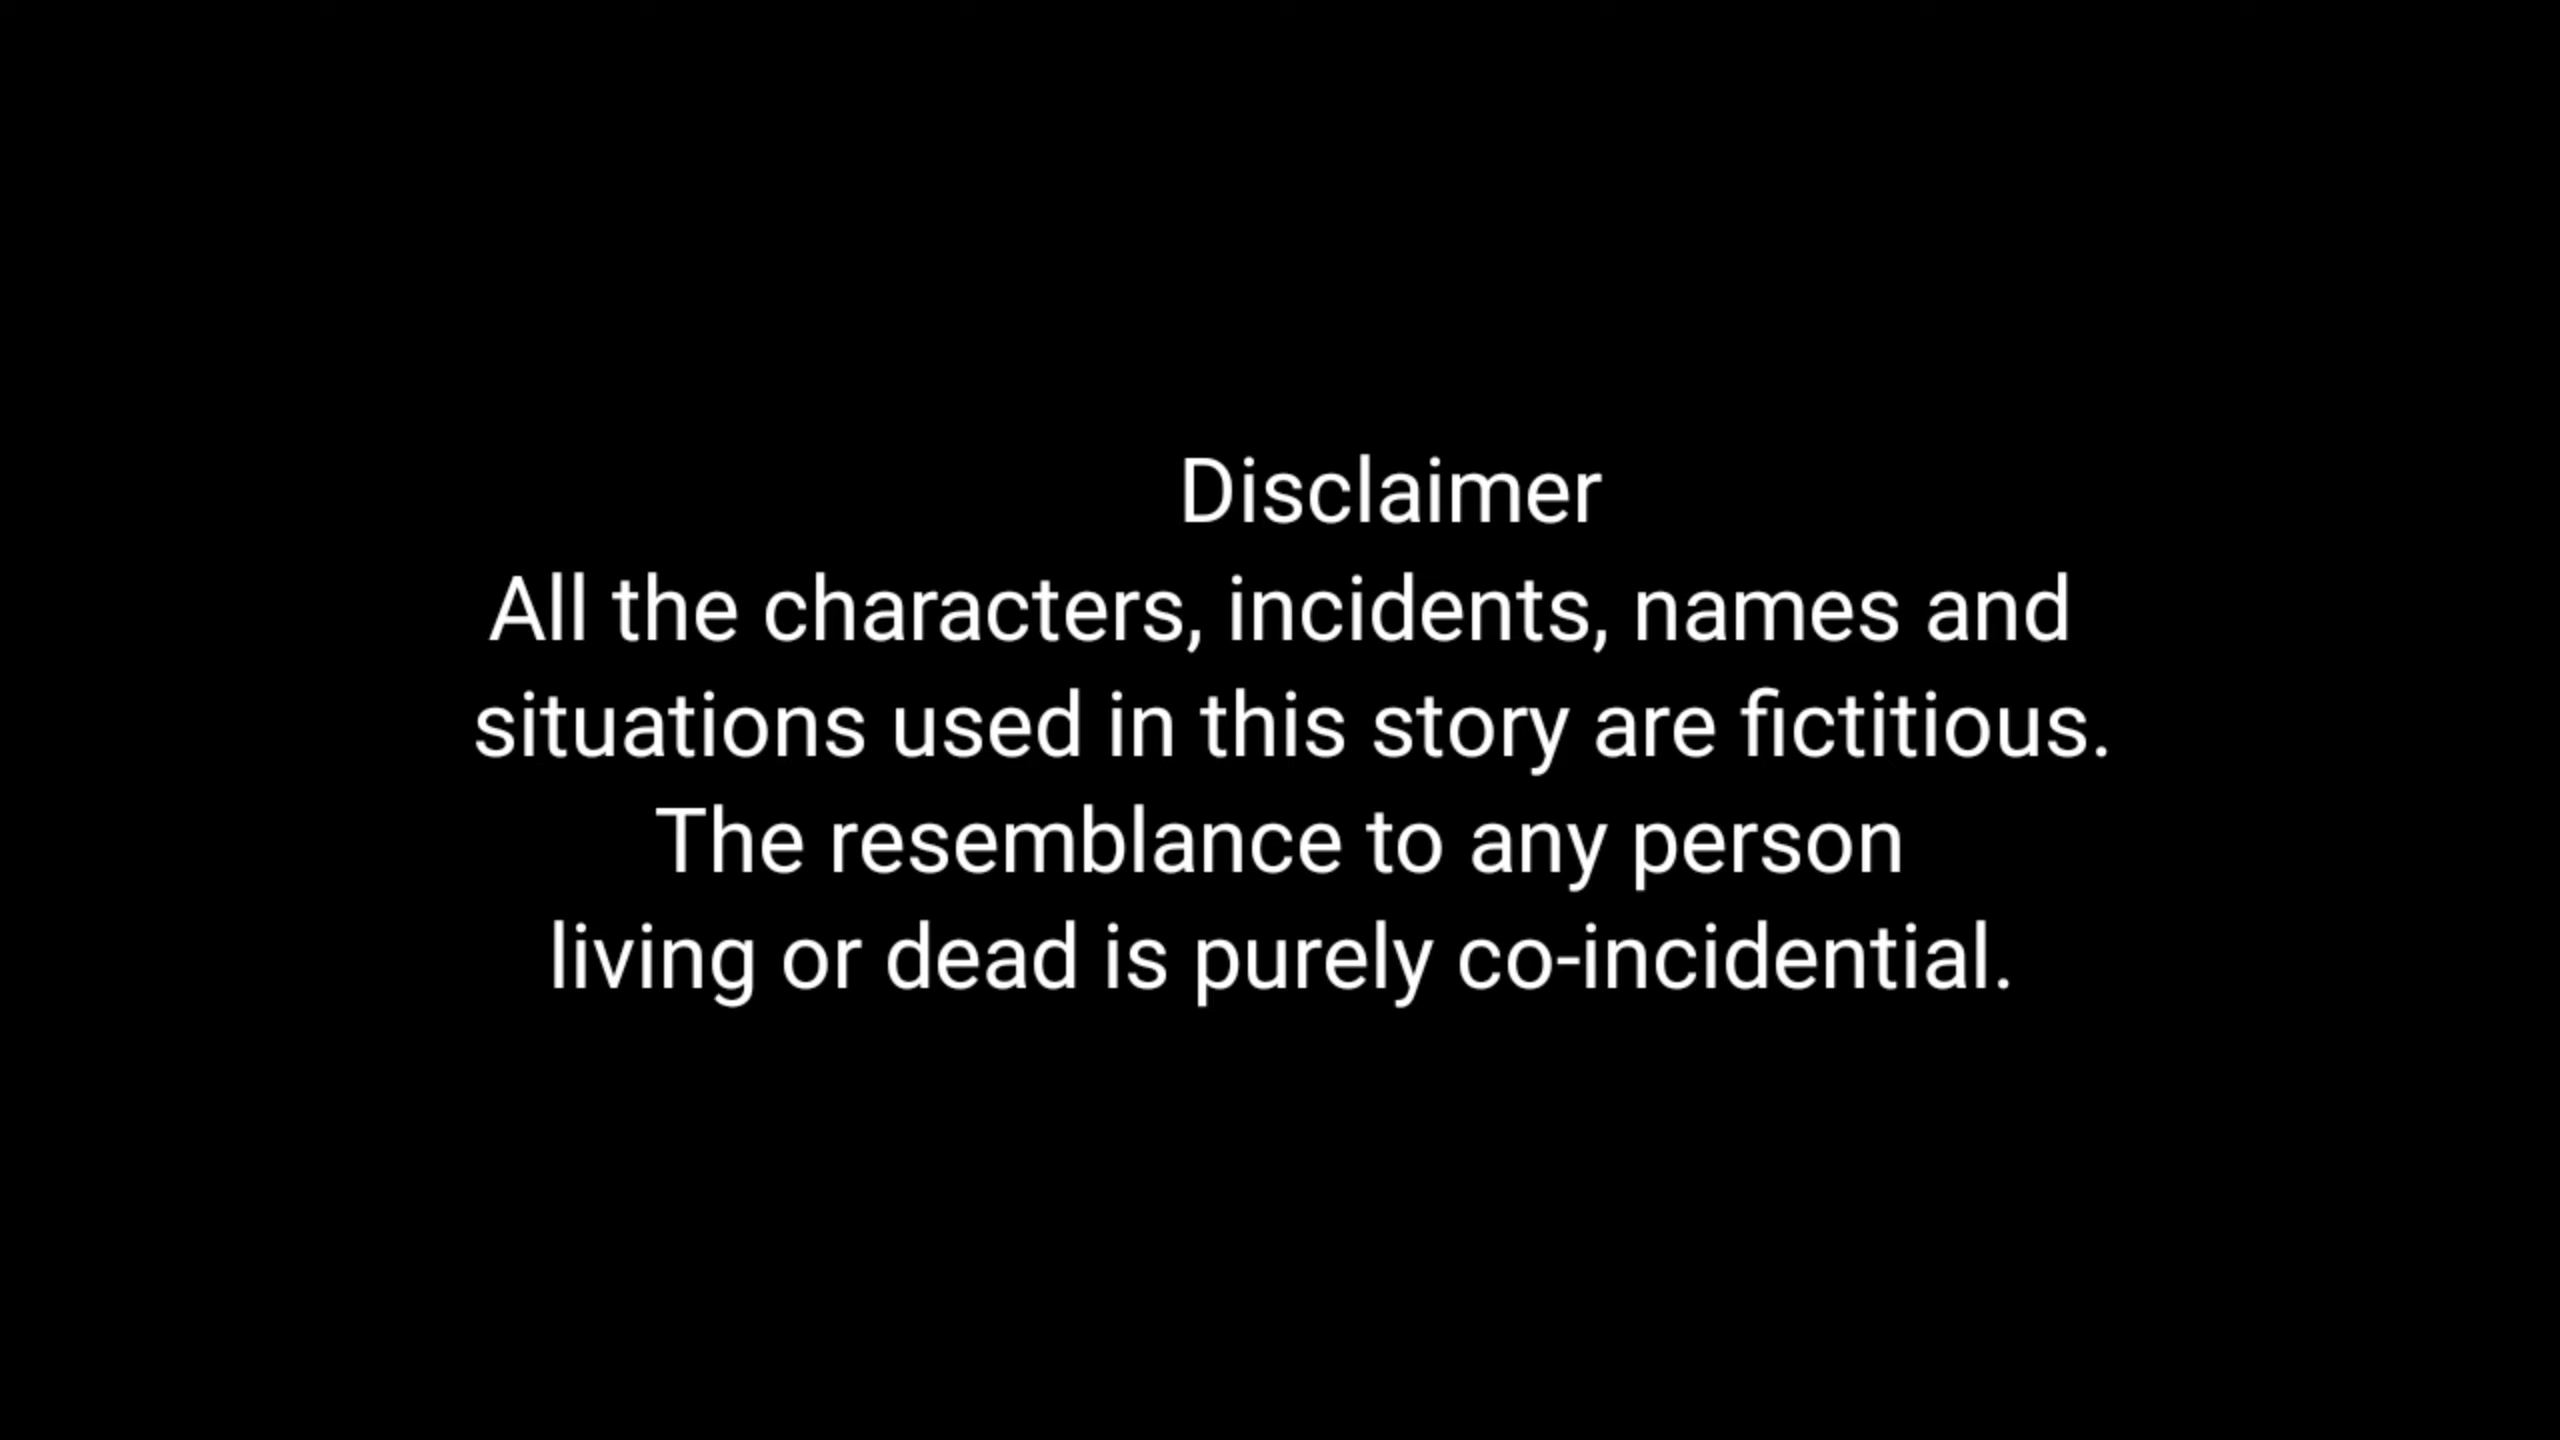 Disclaimer
All the characters, incidents, names and
situations used in this story are fictitious.
The resemblance to any person
living or dead is purely co-incidential.